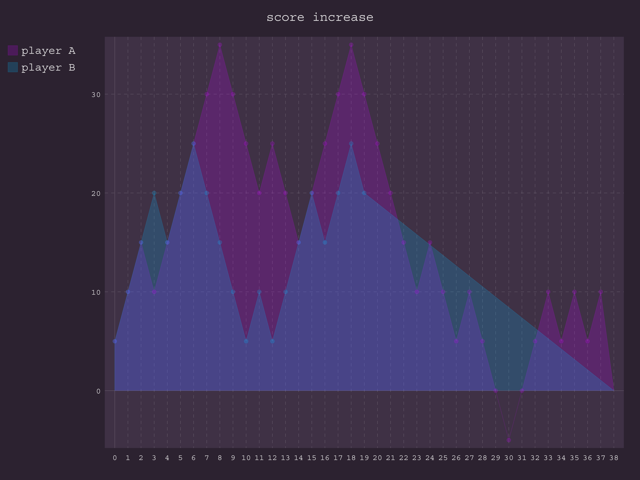 score increase
player A
player B
30
20
10
0
0 1 2 3 4 5 6 7 8 9 10 11 12 13 14 15 16 17 18 19 20 21 22 23 24 25 26 27 28 29 30 31 32 33 34 35 36 37 38